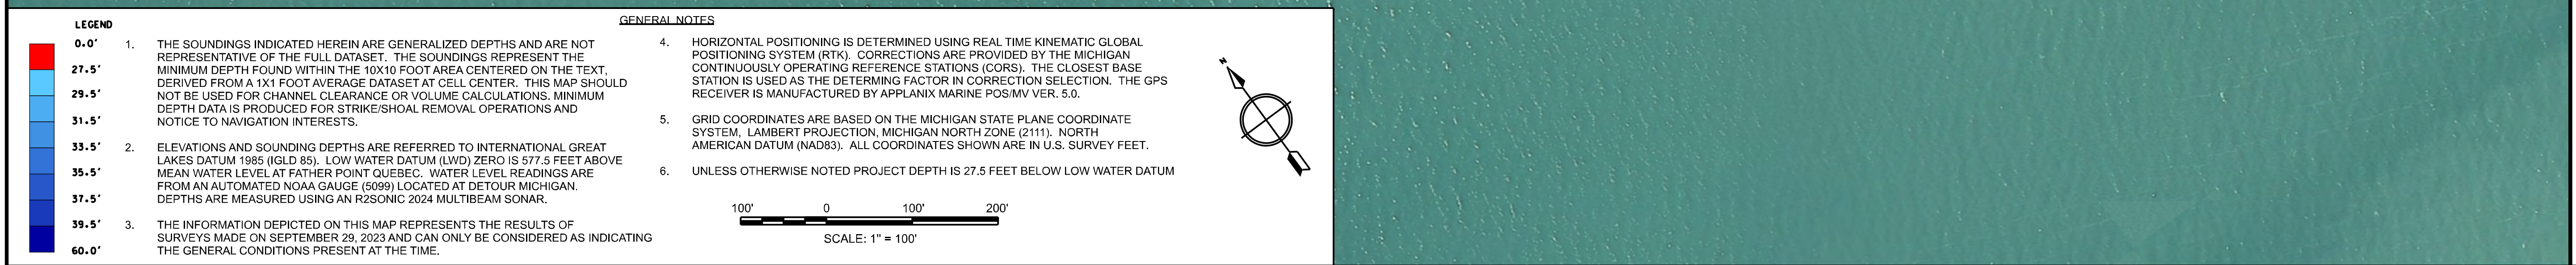 LEGEND
0.0'
27.5'
29.5'
31.5'
33.5'
35.5'
37.5'
39.5'
60.0'
GENERAL NOTES
1. THE SOUNDINGS INDICATED HEREIN ARE GENERALIZED DEPTHS AND ARE NOT
REPRESENTATIVE OF THE FULL DATASET. THE SOUNDINGS REPRESENT THE
MINIMUM DEPTH FOUND WITHIN THE 10X10 FOOT AREA CENTERED ON THE TEXT,
DERIVED FROM A 1X1 FOOT AVERAGE DATASET AT CELL CENTER. THIS MAP SHOULD
NOT BE USED FOR CHANNEL CLEARANCE OR VOLUME CALCULATIONS. MINIMUM
DEPTH DATA IS PRODUCED FOR STRIKE/SHOAL REMOVAL OPERATIONS AND
NOTICE TO NAVIGATION INTERESTS.
2. ELEVATIONS AND SOUNDING DEPTHS ARE REFERRED TO INTERNATIONAL GREAT
LAKES DATUM 1985 (IGLD 85). LOW WATER DATUM (LWD) ZERO IS 577.5 FEET ABOVE
MEAN WATER LEVEL AT FATHER POINT QUEBEC. WATER LEVEL READINGS ARE
FROM AN AUTOMATED NOAA GAUGE (5099) LOCATED AT DETOUR MICHIGAN.
DEPTHS ARE MEASURED USING AN R2SONIC 2024 MULTIBEAM SONAR.
3. THE INFORMATION DEPICTED ON THIS MAP REPRESENTS THE RESULTS OF
SURVEYS MADE ON SEPTEMBER 29, 2023 AND CAN ONLY BE CONSIDERED AS INDICATING
THE GENERAL CONDITIONS PRESENT AT THE TIME.
4. HORIZONTAL POSITIONING IS DETERMINED USING REAL TIME KINEMATIC GLOBAL
POSITIONING SYSTEM (RTK). CORRECTIONS ARE PROVIDED BY THE MICHIGAN
CONTINUOUSLY OPERATING REFERENCE STATIONS (CORS). THE CLOSEST BASE
STATION IS USED AS THE DETERMING FACTOR IN CORRECTION SELECTION. THE GPS
RECEIVER IS MANUFACTURED BY APPLANIX MARINE POS/MV VER. 5.0.
5. GRID COORDINATES ARE BASED ON THE MICHIGAN STATE PLANE COORDINATE
SYSTEM, LAMBERT PROJECTION, MICHIGAN NORTH ZONE (2111). NORTH
AMERICAN DATUM (NAD83). ALL COORDINATES SHOWN ARE IN U.S. SURVEY FEET.
6. UNLESS OTHERWISE NOTED PROJECT DEPTH IS 27.5 FEET BELOW LOW WATER DATUM
100' 0 100' 200'
SCALE: 1" = 100'
N